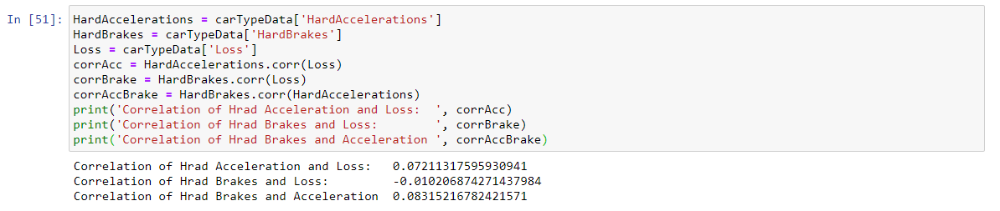 In [51]: HardAccelerations = carTypeData['HardAccelerations']
HardBrakes = carTypeData['HardBrakes']
Loss = carTypeData['Loss']
corrAcc = HardAccelerations.corr(Loss)
corrBrake = HardBrakes.corr(Loss)
corrAccBrake = HardBrakes.corr(HardAccelerations)
print('Correlation of Hrad Acceleration and Loss:  ', corrAcc)
print('Correlation of Hrad Brakes and Loss:        ', corrBrake)
print('Correlation of Hrad Brakes and Acceleration ', corrAccBrake)
Correlation of Hrad Acceleration and Loss:   0.07211317595930941
Correlation of Hrad Brakes and Loss:         -0.010206874271437984
Correlation of Hrad Brakes and Acceleration  0.08315216782421571